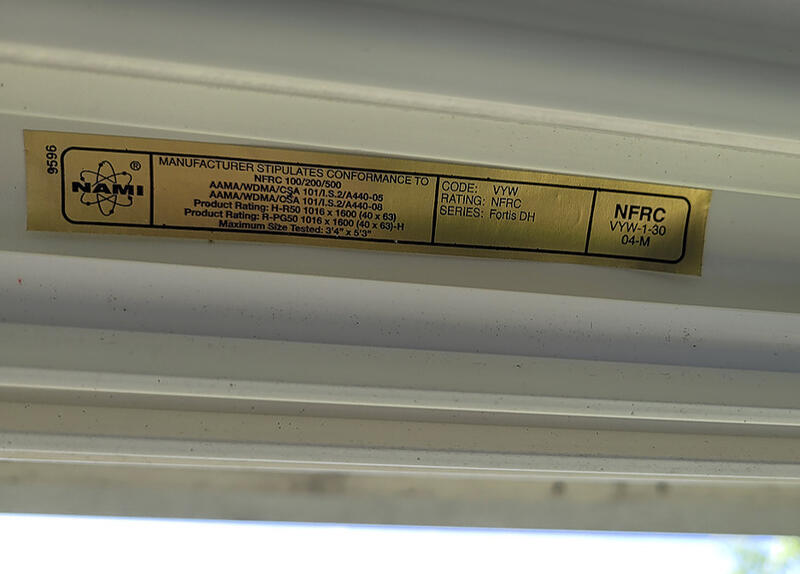 9596
NAMI ®
MANUFACTURER STIPULATES CONFORMANCE TO
NFRC 100/200/500
AAMA/WDMA/CSA 101/I.S.2/A440-05
AAMA/WDMA/CSA 101/I.S.2/A440-08
Product Rating: H-R50 1016 x 1600 (40 x 63)
Product Rating: R-PG50 1016 x 1600 (40 x 63)-H
Maximum Size Tested: 3'4" x 5'3"
CODE: VYW
RATING: NFRC
SERIES: Fortis DH
NFRC
VYW-1-30
04-M